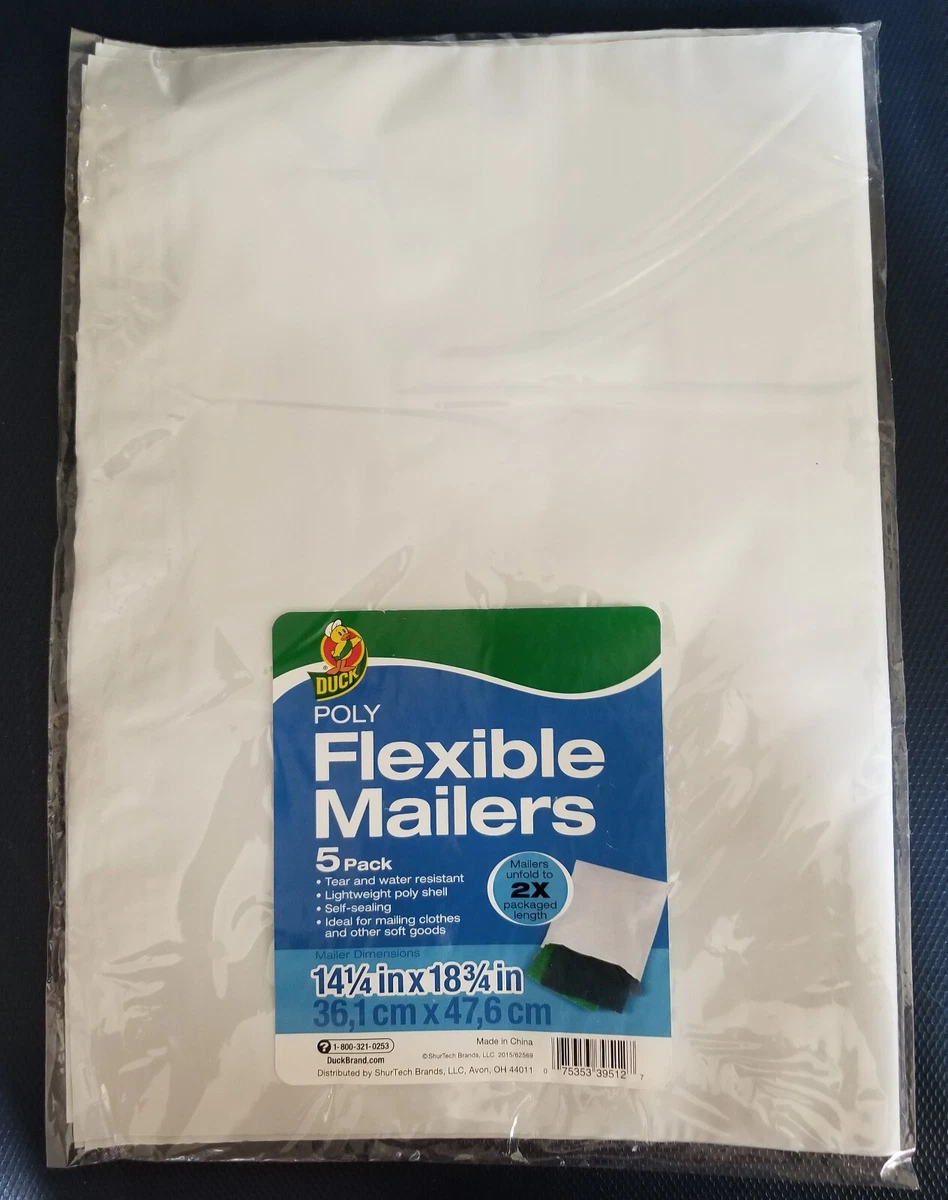 ®
DUCK
POLY
Flexible
Mailers
5 Pack
• Tear and water resistant
• Lightweight poly shell
• Self-sealing
• Ideal for mailing clothes
and other soft goods
Mailers
unfold to
2X
packaged
length
Mailer Dimensions
14¼ in x 18¾ in
36,1 cm x 47,6 cm
? 1-800-321-0253
DuckBrand.com
Made in China
©ShurTech Brands, LLC 2015/62569
Distributed by ShurTech Brands, LLC, Avon, OH 44011
0 75353 39512 7